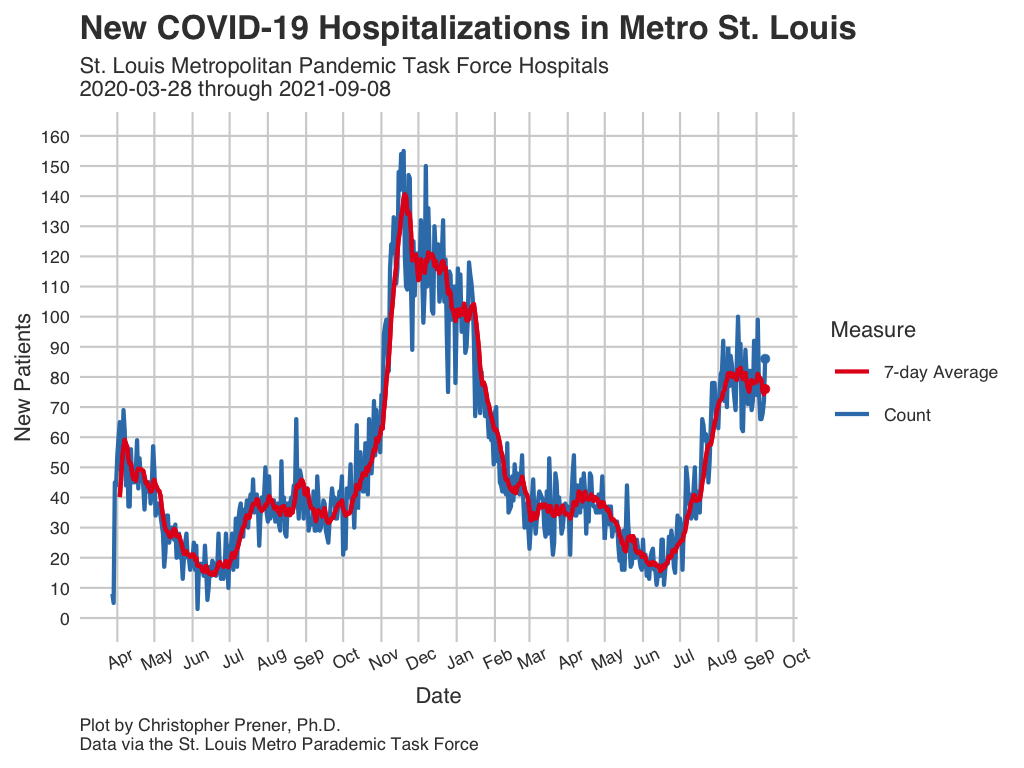 New COVID-19 Hospitalizations in Metro St. Louis
St. Louis Metropolitan Pandemic Task Force Hospitals
2020-03-28 through 2021-09-08
160
150
140
130
120
110
100
90
80
70
60
50
40
30
20
10
0
New Patients
Apr May Jun Jul Aug Sep Oct Nov Dec Jan Feb Mar Apr May Jun Jul Aug Sep Oct
Date
Measure
7-day Average
Count
Plot by Christopher Prener, Ph.D.
Data via the St. Louis Metro Parademic Task Force